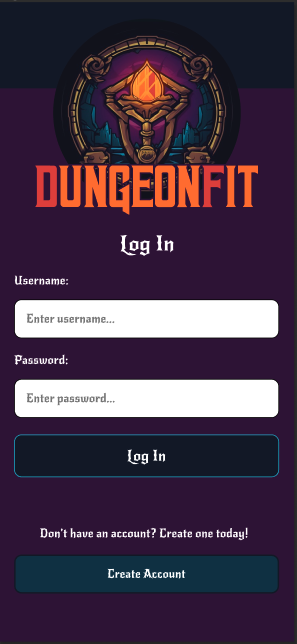 DUNGEONFIT
Log In
Username:
Enter username...
Password:
Enter password...
Log In
Don't have an account? Create one today!
Create Account